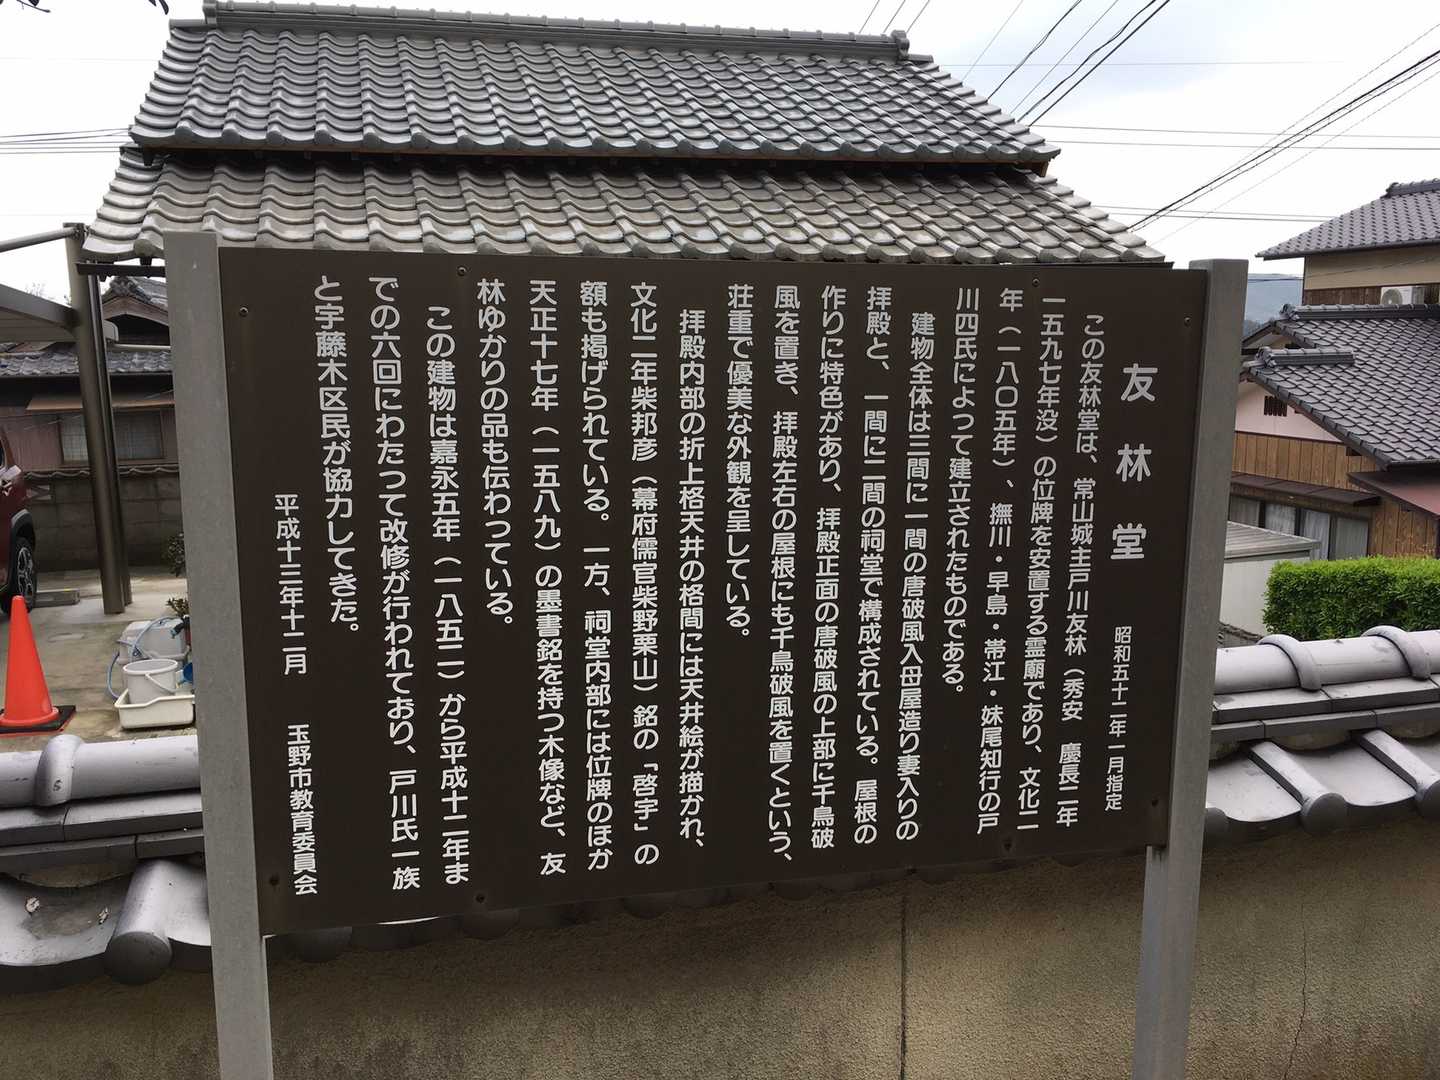 友林堂
昭和五十二年一月指定
この友林堂は、常山城主戸川友林（秀安　慶長二年
一五九七年没）の位牌を安置する霊廟であり、文化二
年（一八〇五年）、撫川・早島・帯江・妹尾知行の戸
川四氏によって建立されたものである。
建物全体は三間に一間の唐破風入母屋造り妻入りの
拝殿と、一間に二間の祠堂で構成されている。屋根の
作りに特色があり、拝殿正面の唐破風の上部に千鳥破
風を置き、拝殿左右の屋根にも千鳥破風を置くという、
荘重で優美な外観を呈している。
拝殿内部の折上格天井の格間には天井絵が描かれ、
文化二年柴邦彦（幕府儒官柴野栗山）銘の「啓宇」の
額も掲げられている。一方、祠堂内部には位牌のほか
天正十七年（一五八九）の墨書銘を持つ木像など、友
林ゆかりの品も伝わっている。
この建物は嘉永五年（一八五二）から平成十二年ま
での六回にわたって改修が行われており、戸川氏一族
と宇藤木区民が協力してきた。
平成十三年十二月　玉野市教育委員会